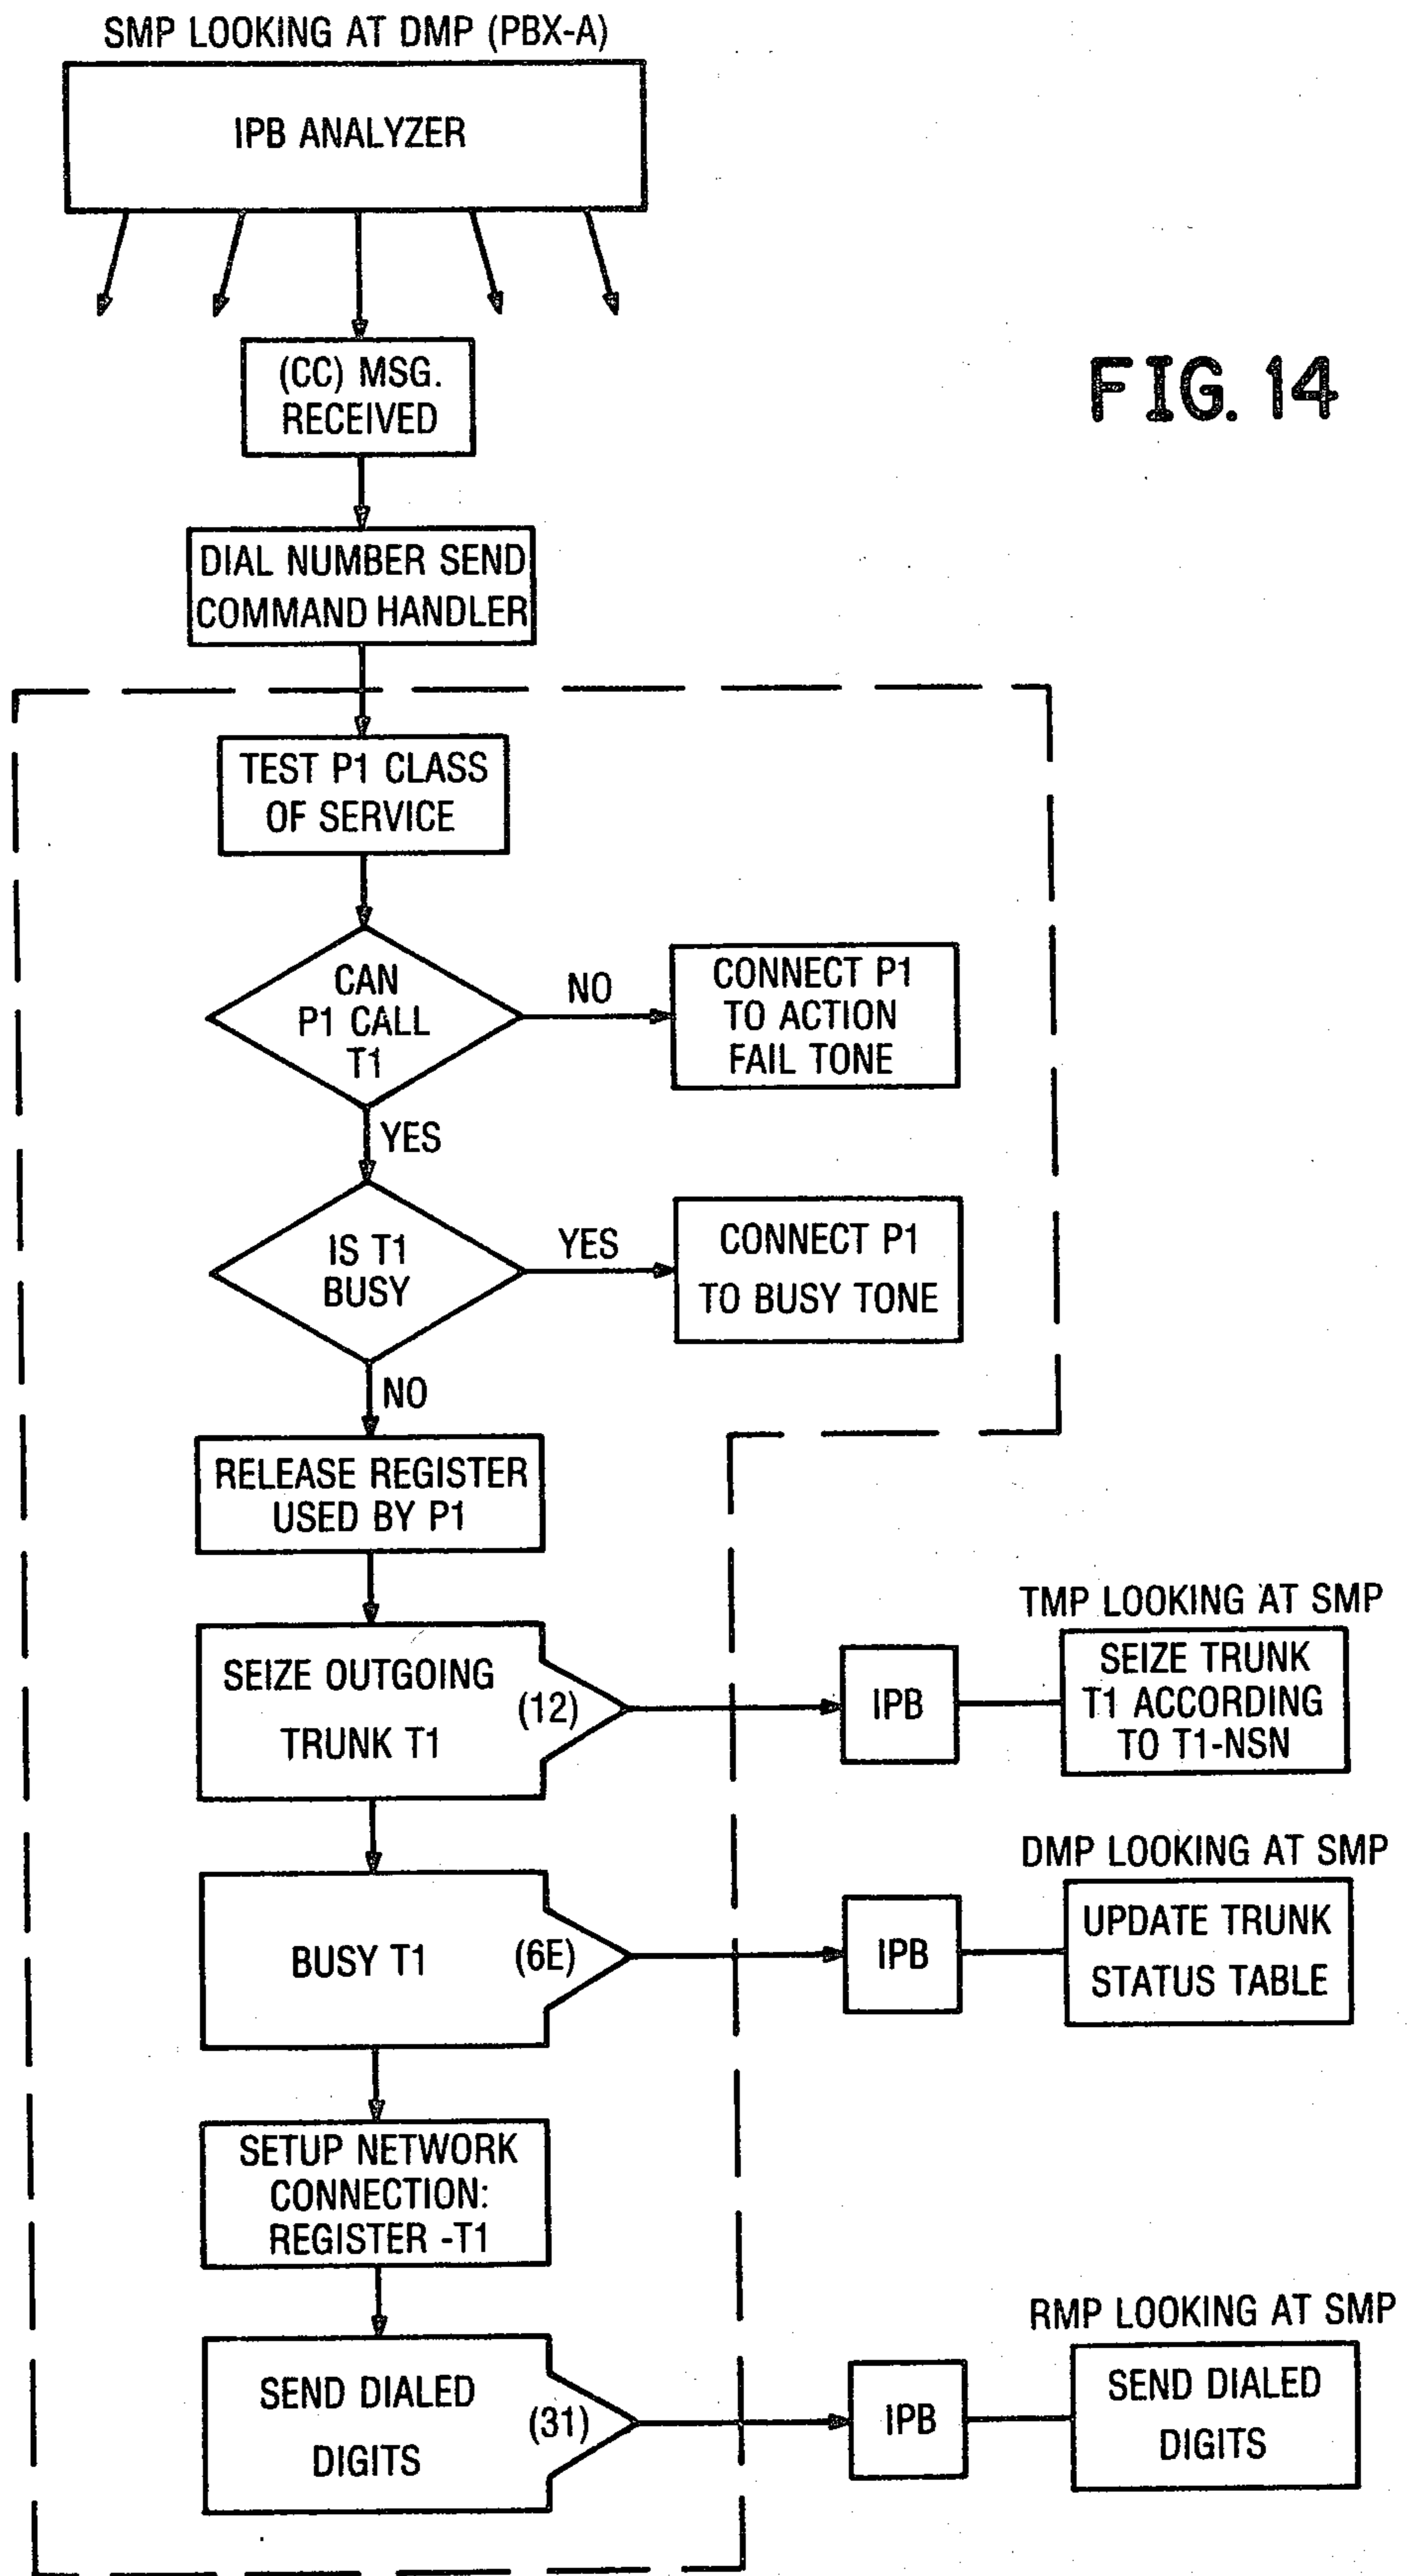 SMP LOOKING AT DMP (PBX-A)
IPB ANALYZER
(CC) MSG.
RECEIVED
FIG. 14
DIAL NUMBER SEND
COMMAND HANDLER
TEST P1 CLASS
OF SERVICE
CAN
P1 CALL
T1
NO
CONNECT P1
TO ACTION
FAIL TONE
YES
IS T1
BUSY
YES
CONNECT P1
TO BUSY TONE
NO
RELEASE REGISTER
USED BY P1
SEIZE OUTGOING
TRUNK T1
(12)
IPB
TMP LOOKING AT SMP
SEIZE TRUNK
T1 ACCORDING
TO T1-NSN
BUSY T1
(6E)
IPB
DMP LOOKING AT SMP
UPDATE TRUNK
STATUS TABLE
SETUP NETWORK
CONNECTION:
REGISTER -T1
SEND DIALED
DIGITS
(31)
IPB
RMP LOOKING AT SMP
SEND DIALED
DIGITS